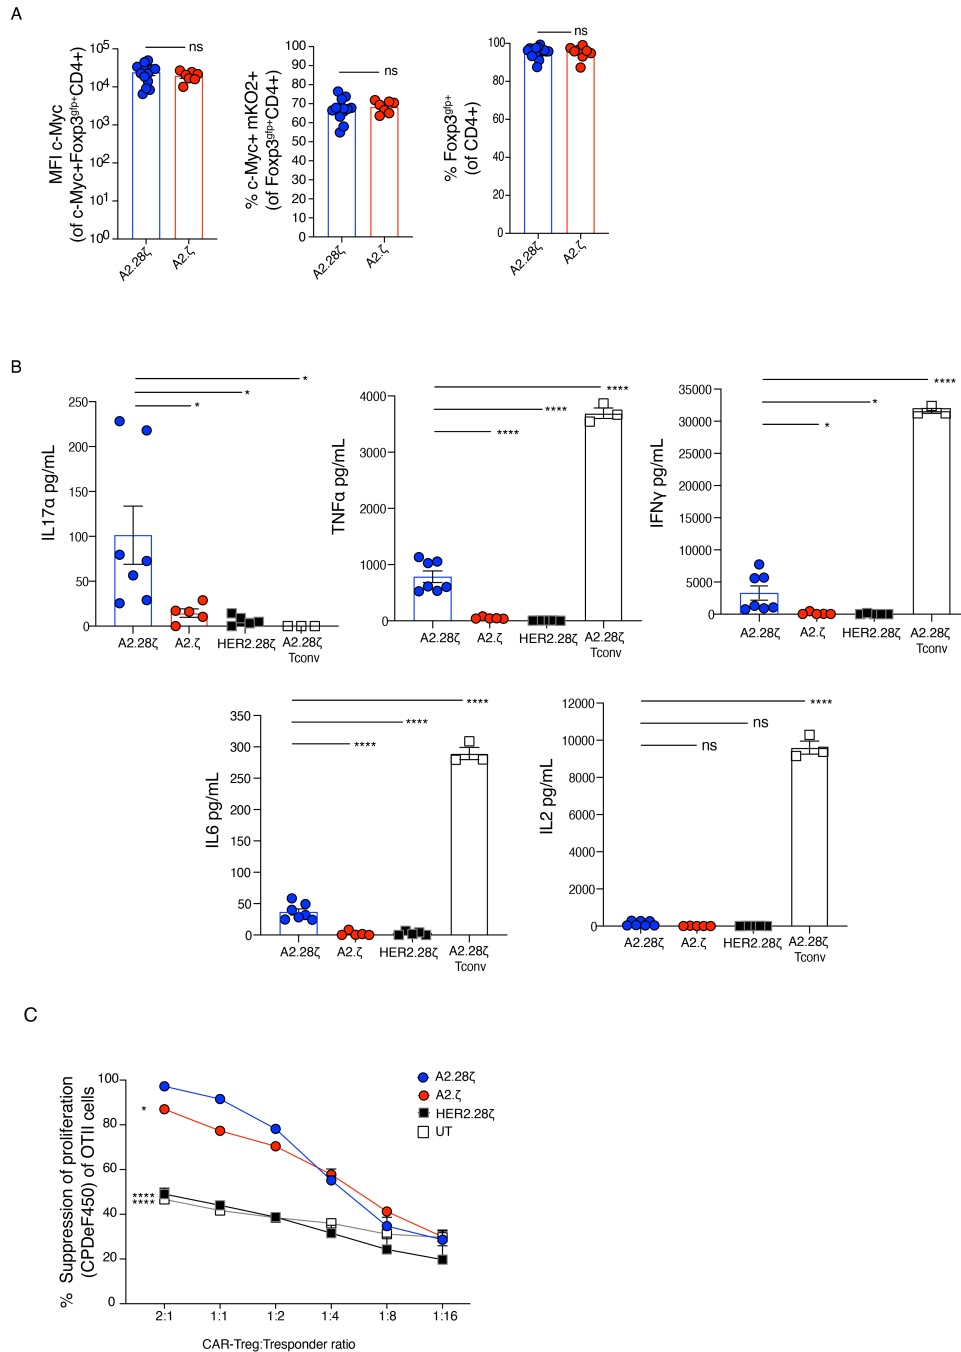 A
MFI c-Myc
(of c-Myc+Foxp3gfp+CD4+)
10^5
10^4
10^3
10^2
10^1
10^0
ns
A2.28ζ
A2.ζ
% c-Myc+ mKO2+
(of Foxp3gfp+CD4+)
100
90
80
70
60
50
40
30
20
10
0
ns
A2.28ζ
A2.ζ
% Foxp3gfp+
(of CD4+)
100
80
60
40
20
0
ns
A2.28ζ
A2.ζ
B
IL17α pg/mL
250
200
150
100
50
0
*
*
*
A2.28ζ
A2.ζ
HER2.28ζ
A2.28ζ
Tconv
TNFα pg/mL
4000
3000
2000
1000
0
****
****
****
A2.28ζ
A2.ζ
HER2.28ζ
A2.28ζ
Tconv
IFNγ pg/mL
35000
30000
25000
20000
15000
10000
5000
0
****
*
*
A2.28ζ
A2.ζ
HER2.28ζ
A2.28ζ
Tconv
IL6 pg/mL
350
300
250
200
150
100
50
0
****
****
****
A2.28ζ
A2.ζ
HER2.28ζ
A2.28ζ
Tconv
IL2 pg/mL
12000
10000
8000
6000
4000
2000
0
****
ns
ns
A2.28ζ
A2.ζ
HER2.28ζ
A2.28ζ
Tconv
C
% Suppression of proliferation
(CPDeF450) of OTII cells
100
80
60
40
20
0
*
****
****
2:1
1:1
1:2
1:4
1:8
1:16
CAR-Treg:Tresponder ratio
A2.28ζ
A2.ζ
HER2.28ζ
UT